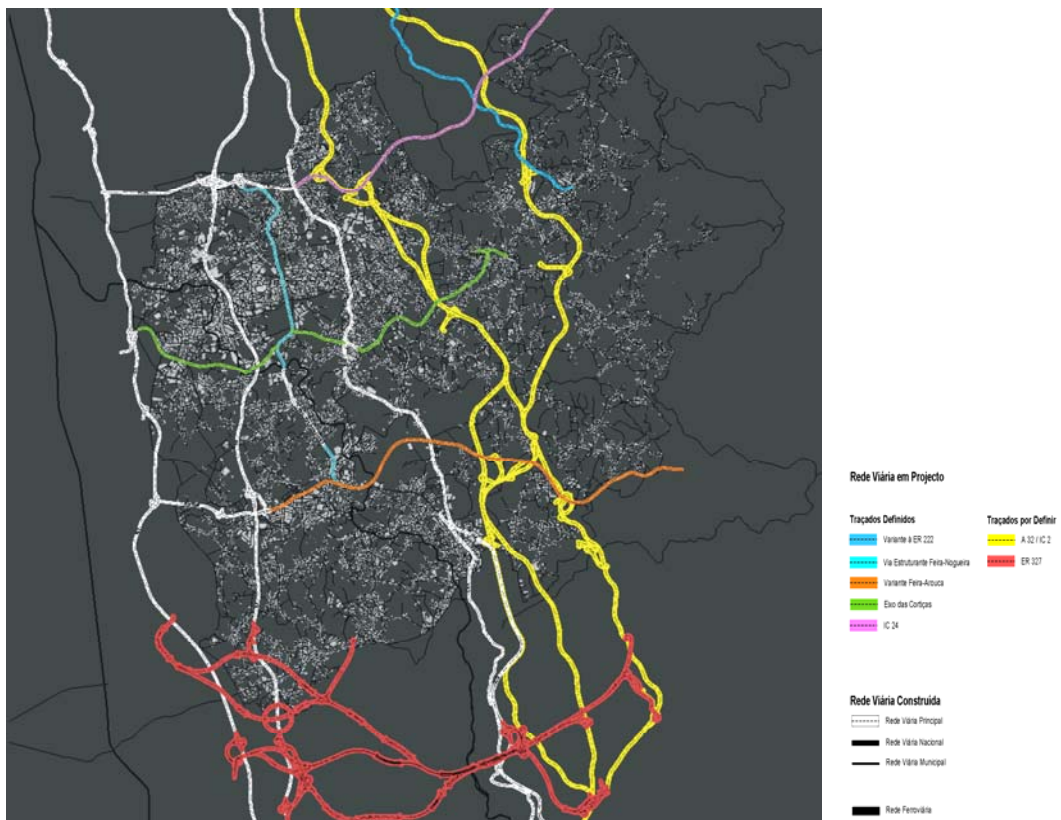 Rede Viária em Projecto
Traçados Definidos
Variante à ER 222
Via Estruturante Feira-Nogueira
Variante Feira-Arouca
Eixo das Cortiças
IC 24
Traçados por Definir
A 32 / IC 2
ER 327
Rede Viária Construída
Rede Viária Principal
Rede Viária Nacional
Rede Viária Municipal
Rede Ferroviária